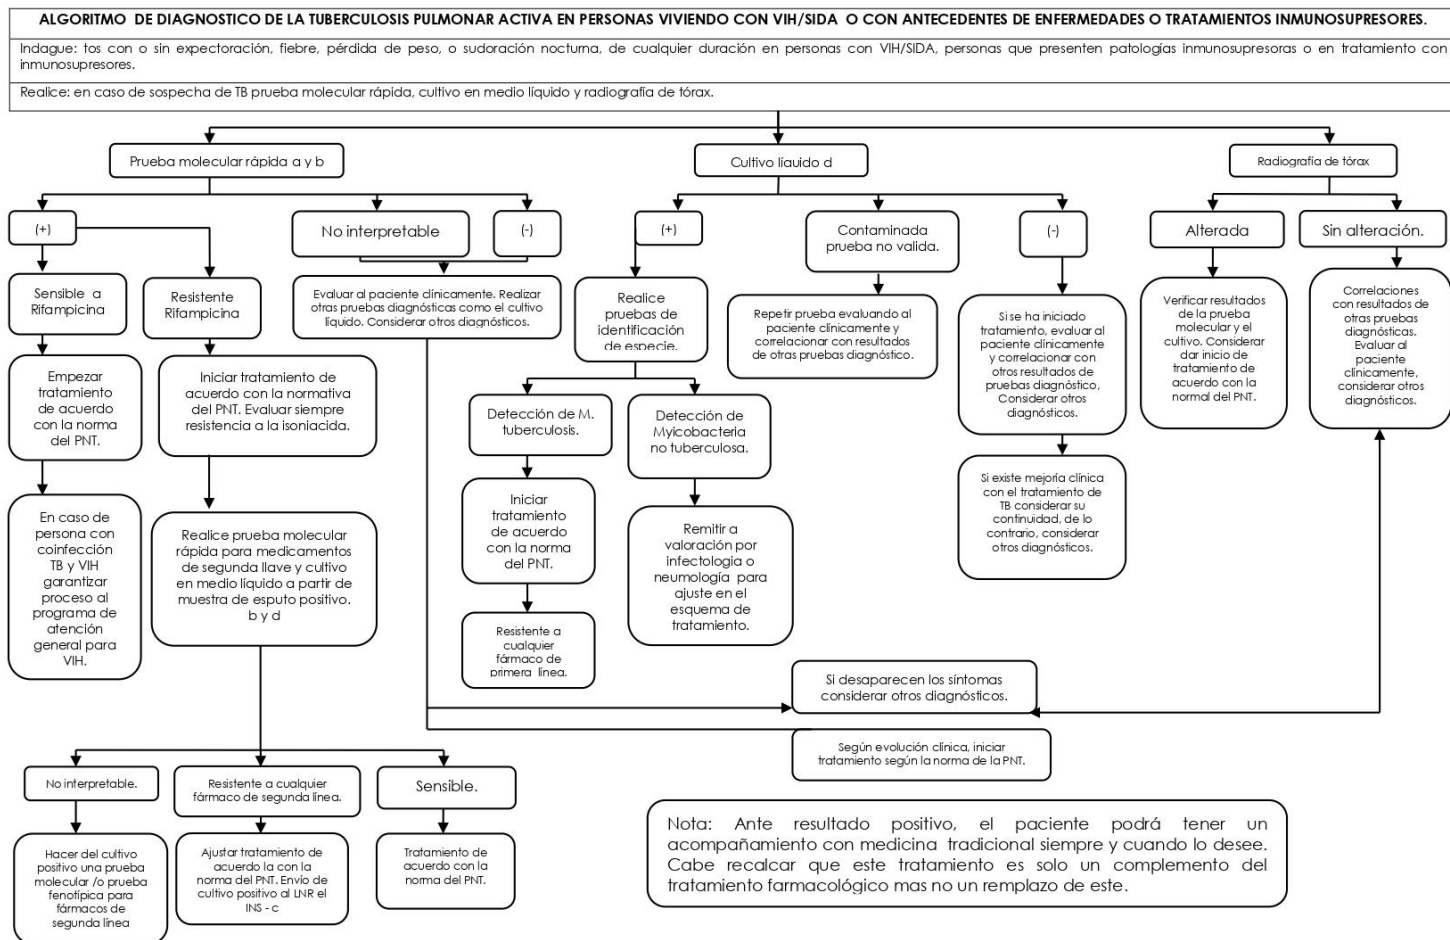 ALGORITMO DE DIAGNOSTICO DE LA TUBERCULOSIS PULMONAR ACTIVA EN PERSONAS VIVIENDO CON VIH/SIDA O CON ANTECEDENTES DE ENFERMEDADES O TRATAMIENTOS INMUNOSUPRESORES.
Indague: tos con o sin expectoración, fiebre, pérdida de peso, o sudoración nocturna, de cualquier duración en personas con VIH/SIDA, personas que presenten patologías inmunosupresoras o en tratamiento con
inmunosupresores.
Realice: en caso de sospecha de TB prueba molecular rápida, cultivo en medio líquido y radiografía de tórax.
Prueba molecular rápida a y b
(+)
Sensible a
Rifampicina
Empezar
tratamiento
de acuerdo
con la norma
del PNT.
En caso de
persona con
coinfección
TB y VIH
garantizar
proceso al
programa de
atención
general para
VIH.
Resistente
Rifampicina
Iniciar tratamiento de
acuerdo con la normativa
del PNT. Evaluar siempre
resistencia a la isoniacida.
Realice prueba molecular
rápida para medicamentos
de segunda llave y cultivo
en medio líquido a partir de
muestra de esputo positivo.
b y d
No interpretable.
Hacer del cultivo
positivo una prueba
molecular /o prueba
fenotípica para
fármacos de
segunda línea
Resistente a cualquier
fármaco de segunda línea.
Ajustar tratamiento de
acuerdo la con la
norma del PNT. Envío de
cultivo positivo al LNR el
INS - c
Sensible.
Tratamiento de
acuerdo con la
norma del PNT.
No interpretable
(-)
Evaluar al paciente clínicamente. Realizar
otras pruebas diagnósticas como el cultivo
líquido. Considerar otros diagnósticos.
Cultivo líauido d
(+)
Realice
pruebas de
identificación
de especie.
Detección de M.
tuberculosis.
Iniciar
tratamiento
de acuerdo
con la norma
del PNT.
Resistente a
cualquier
fármaco de
primera línea.
Detección de
Myicobacteria
no tuberculosa.
Remitir a
valoración por
infectologia o
neumología para
ajuste en el
esquema de
tratamiento.
Contaminada
prueba no valida.
Repetir prueba evaluando al
paciente clínicamente y
correlacionar con resultados
de otras pruebas diagnóstico.
(-)
Si se ha iniciado
tratamiento, evaluar al
paciente clínicamente
y correlacionar con
otros resultados de
pruebas diagnóstico,
Considerar otros
diagnósticos.
Si existe mejoría clínica
con el tratamiento de
TB considerar su
continuidad, de lo
contrario, considerar
otros diagnósticos.
Radiografía de tórax
Alterada
Verificar resultados
de la prueba
molecular y el
cultivo. Considerar
dar inicio de
tratamiento de
acuerdo con la
normal del PNT.
Sin alteración.
Correlaciones
con resultados de
otras pruebas
diagnósticas.
Evaluar al
paciente
clínicamente,
considerar otros
diagnósticos.
Si desaparecen los síntomas
considerar otros diagnósticos.
Según evolución clínica, iniciar
tratamiento según la norma de la PNT.
Nota: Ante resultado positivo, el paciente podrá tener un
acompañamiento con medicina tradicional siempre y cuando lo desee.
Cabe recalcar que este tratamiento es solo un complemento del
tratamiento farmacológico mas no un remplazo de este.